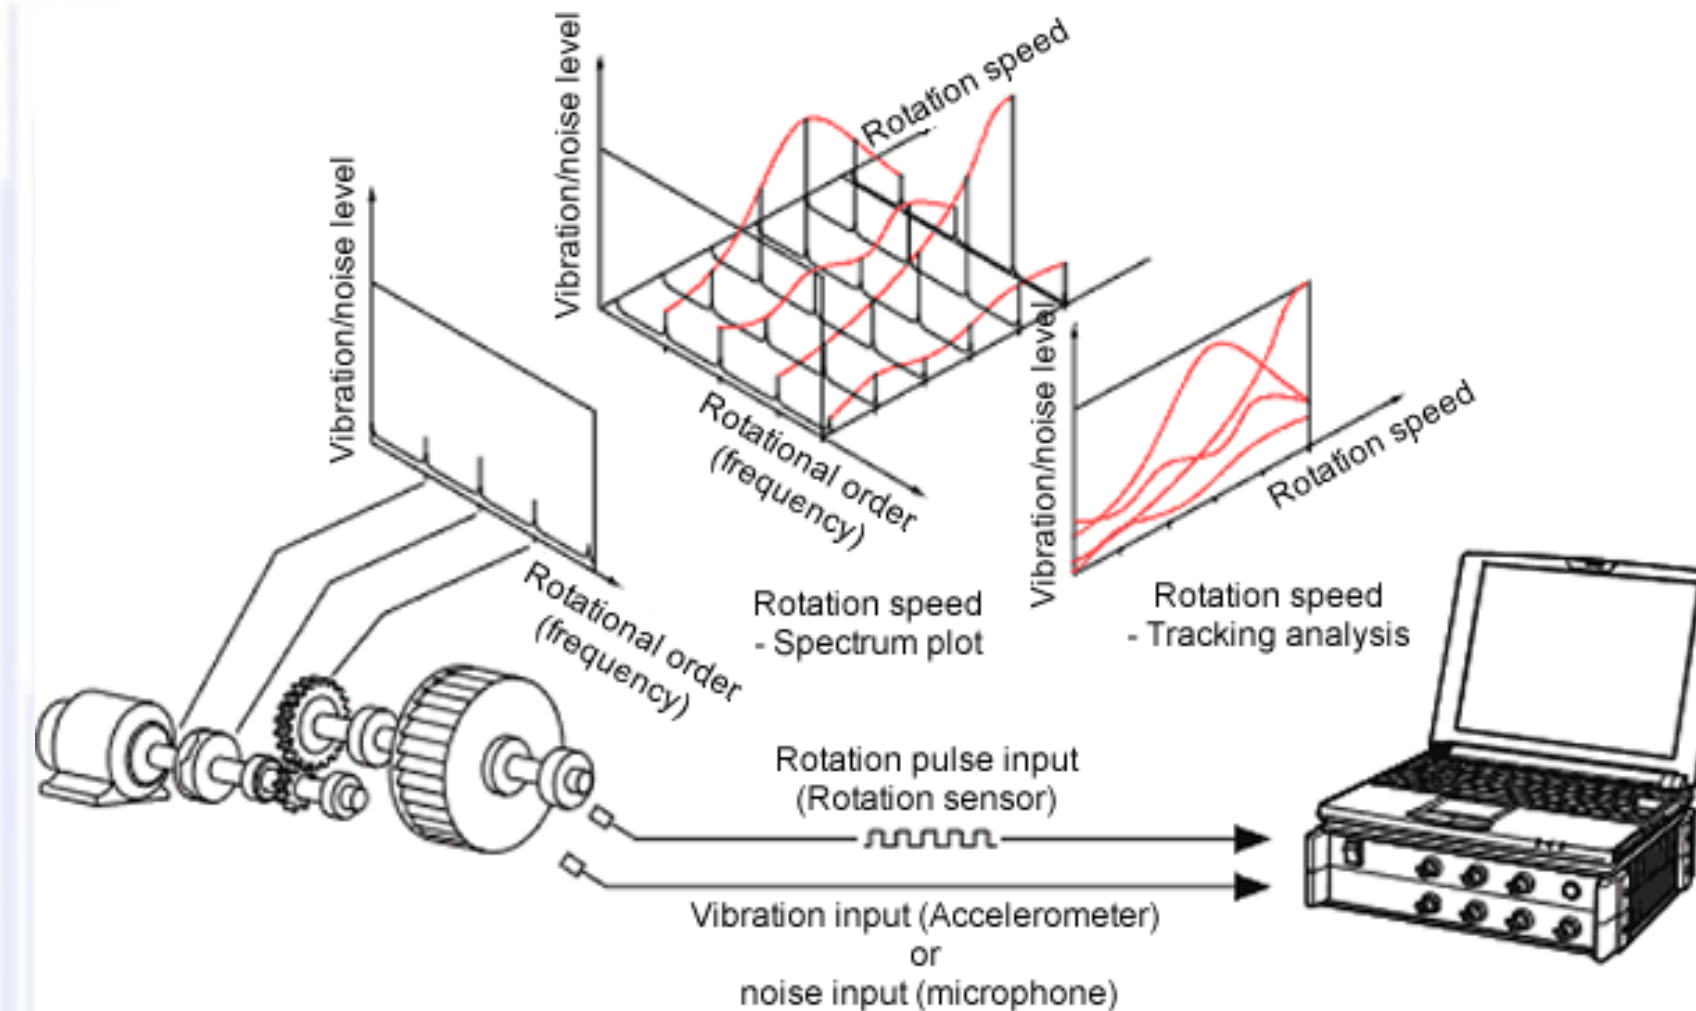 Vibration/noise level
Rotational order
(frequency)
Vibration/noise level
Rotation speed
Rotational order
(frequency)
Rotation speed
- Spectrum plot
Vibration/noise level
Rotation speed
Rotation speed
- Tracking analysis
Rotation pulse input
(Rotation sensor)
Vibration input (Accelerometer)
or
noise input (microphone)